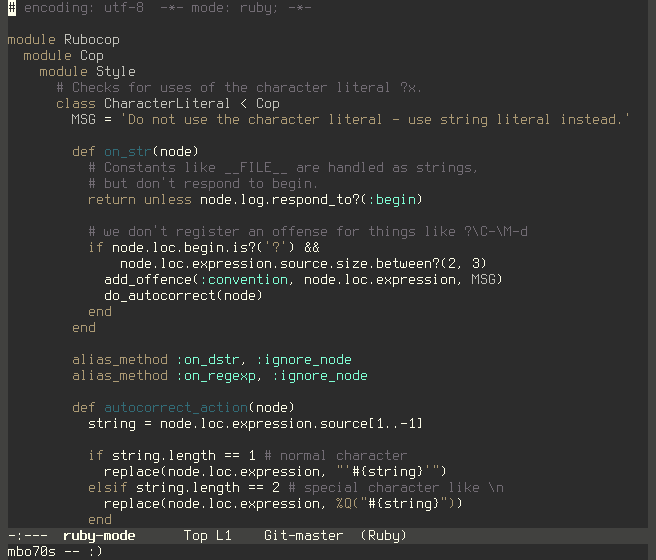 # encoding: utf-8  -*- mode: ruby; -*-

module Rubocop
  module Cop
    module Style
      # Checks for uses of the character literal ?x.
      class CharacterLiteral < Cop
        MSG = 'Do not use the character literal - use string literal instead.'

        def on_str(node)
          # Constants like __FILE__ are handled as strings,
          # but don't respond to begin.
          return unless node.log.respond_to?(:begin)

          # we don't register an offense for things like ?\C-\M-d
          if node.loc.begin.is?('?') &&
              node.loc.expression.source.size.between?(2, 3)
            add_offence(:convention, node.loc.expression, MSG)
            do_autocorrect(node)
          end
        end

        alias_method :on_dstr, :ignore_node
        alias_method :on_regexp, :ignore_node

        def autocorrect_action(node)
          string = node.loc.expression.source[1..-1]

          if string.length == 1 # normal character
            replace(node.loc.expression, "'#{string}'")
          elsif string.length == 2 # special character like \n
            replace(node.loc.expression, %Q("#{string}"))
          end
-:---  ruby-mode      Top L1    Git-master  (Ruby)
mbo70s -- :)